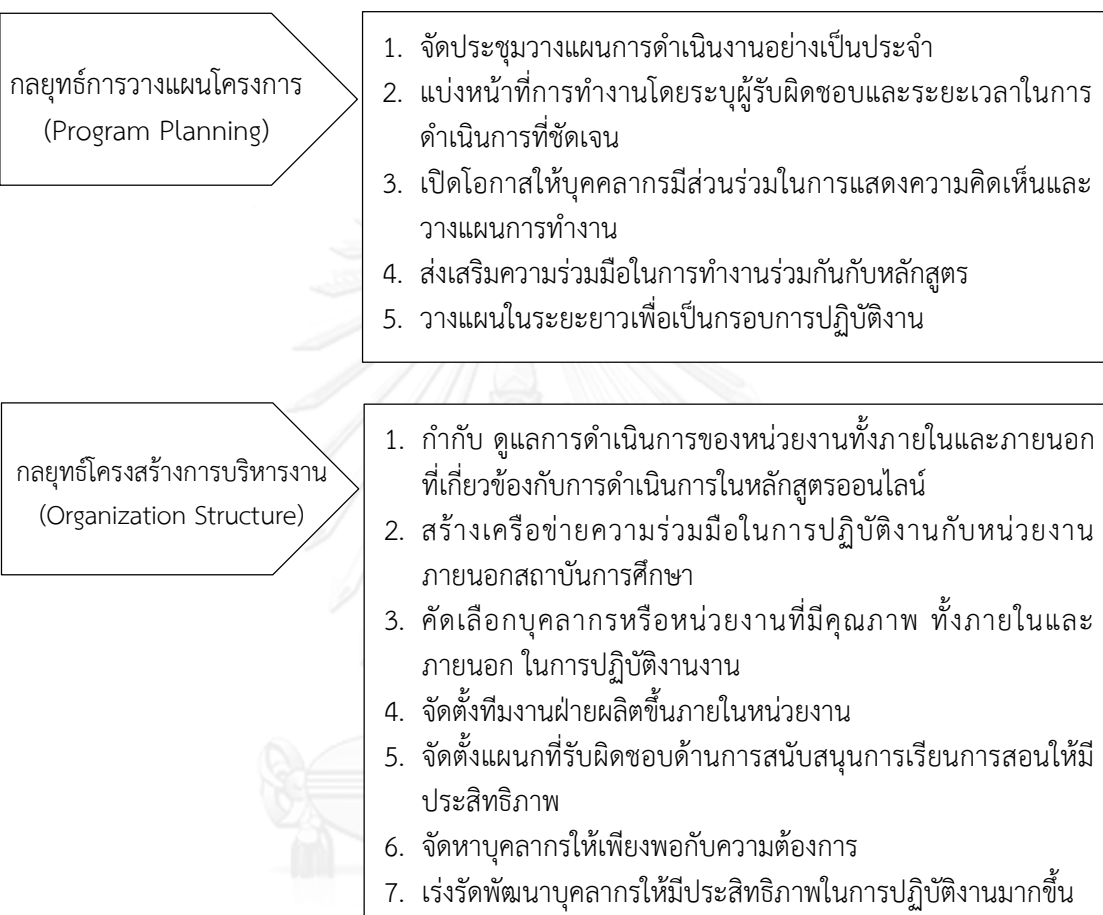 กลยุทธ์การวางแผนโครงการ
(Program Planning)
1. จัดประชุมวางแผนการดำเนินงานอย่างเป็นประจำ
2. แบ่งหน้าที่การทำงานโดยระบุผู้รับผิดชอบและระยะเวลาในการ
ดำเนินการที่ชัดเจน
3. เปิดโอกาสให้บุคคลากรมีส่วนร่วมในการแสดงความคิดเห็นและ
วางแผนการทำงาน
4. ส่งเสริมความร่วมมือในการทำงานร่วมกันกับหลักสูตร
5. วางแผนในระยะยาวเพื่อเป็นกรอบการปฏิบัติงาน
กลยุทธ์โครงสร้างการบริหารงาน
(Organization Structure)
1. กำกับ ดูแลการดำเนินการของหน่วยงานทั้งภายในและภายนอก
ที่เกี่ยวข้องกับการดำเนินการในหลักสูตรออนไลน์
2. สร้างเครือข่ายความร่วมมือในการปฏิบัติงานกับหน่วยงาน
ภายนอกสถาบันการศึกษา
3. คัดเลือกบุคลากรหรือหน่วยงานที่มีคุณภาพ ทั้งภายในและ
ภายนอก ในการปฏิบัติงานงาน
4. จัดตั้งทีมงานฝ่ายผลิตขึ้นภายในหน่วยงาน
5. จัดตั้งแผนกที่รับผิดชอบด้านการสนับสนุนการเรียนการสอนให้มี
ประสิทธิภาพ
6. จัดหาบุคลากรให้เพียงพอกับความต้องการ
7. เร่งรัดพัฒนาบุคลากรให้มีประสิทธิภาพในการปฏิบัติงานมากขึ้น